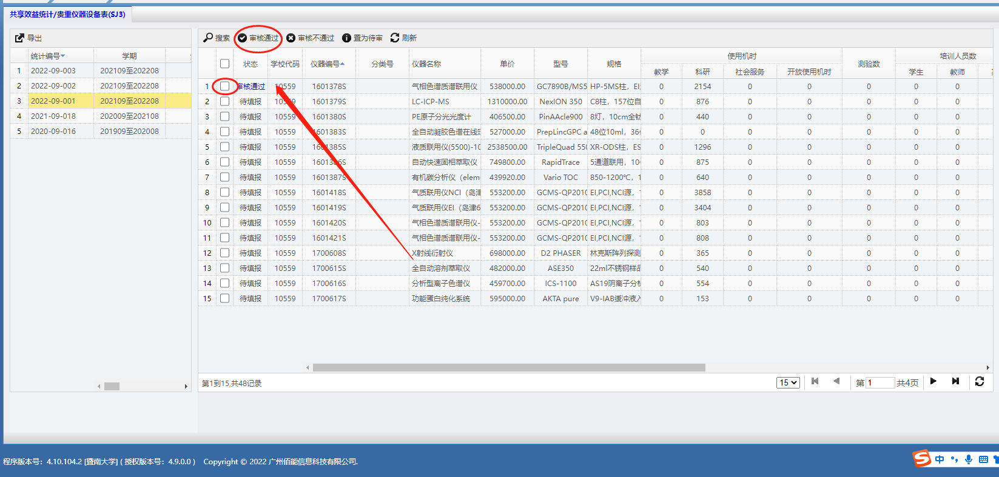 共享效益统计/贵重仪器设备表(SJ3)
导出
搜索 审核通过 审核不通过 置为待审 刷新
统计编号 学期
1 2022-09-003 202109至202208
2 2022-09-002 202109至202208
3 2022-09-001 202109至202208
4 2021-09-018 202009至202108
5 2020-09-016 201909至202008
状态 学校代码 仪器编号 分类号 仪器名称 单价 型号 规格 使用机时 测验数 培训人员数
教学 科研 社会服务 开放使用机时 学生 教师
1 审核通过 10559 1601378S 气相色谱质谱联用仪 538000.00 GC7890B/MS5 HP-5MS柱，EI 0 2154 0 0 0 0 0
2 待填报 10559 1601379S LC-ICP-MS 1310000.00 NexION 350 C8柱，157位自 0 876 0 0 0 0 0
3 待填报 10559 1601380S PE原子分光光度计 406500.00 PinAAcle900 8灯，10cm全钛 0 440 0 0 0 0 0
4 待填报 10559 1601383S 全自动凝胶色谱在线 527000.00 PrepLincGPC a 48位10ml，36 0 0 0 0 0 0 0
5 待填报 10559 1601385S 液质联用仪(5500)-10 2538500.00 TripleQuad 550 XR-ODS柱，ES 0 1296 0 0 0 0 0
6 待填报 10559 1601386S 自动快速固相萃取仪 749800.00 RapidTrace 5通道联用，10 0 875 0 0 0 0 0
7 待填报 10559 1601387S 有机碳分析仪（elem 439920.00 Vario TOC 850-1200℃，1 0 640 0 0 0 0 0
8 待填报 10559 1601418S 气质联用仪NCI（岛津 553200.00 GCMS-QP2010 EI,PCI,NCI源， 0 3858 0 0 0 0 0
9 待填报 10559 1601419S 气质联用仪EI（岛津6 553200.00 GCMS-QP2010 EI,PCI,NCI源， 0 3404 0 0 0 0 0
10 待填报 10559 1601420S 气相色谱质谱联用仪- 553200.00 GCMS-QP2010 EI,PCI,NCI源， 0 803 0 0 0 0 0
11 待填报 10559 1601421S 气相色谱质谱联用仪- 553200.00 GCMS-QP2010 EI,PCI,NCI源， 0 808 0 0 0 0 0
12 待填报 10559 1700608S X射线衍射仪 698000.00 D2 PHASER 林克斯阵列探测 0 365 0 0 0 0 0
13 待填报 10559 1700615S 全自动溶剂萃取仪 482000.00 ASE350 22ml不锈钢样品 0 540 0 0 0 0 0
14 待填报 10559 1700616S 分析型离子色谱仪 459700.00 ICS-1100 AS19阴离子分析 0 554 0 0 0 0 0
15 待填报 10559 1700617S 功能蛋白纯化系统 595000.00 AKTA pure V9-IAB缓冲液入 0 153 0 0 0 0 0
第1到15,共48记录 15 第 1 共4页
程序版本号：4.10.104.2 [暨南大学] ( 授权版本号：4.9.0.0 ) Copyright © 2022 广州佰能信息科技有限公司.
S 中